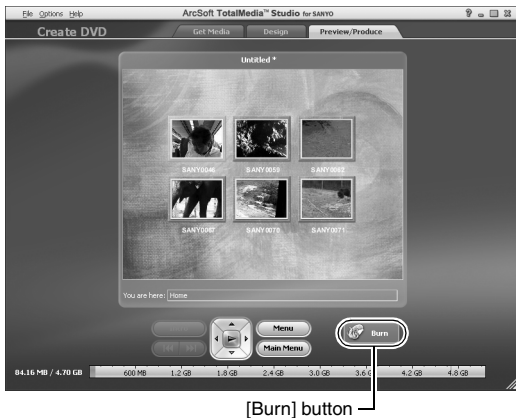 File Options Help ArcSoft TotalMedia™ Studio for SANYO
Create DVD Get Media Design Preview/Produce
Untitled *
SANY0046 SANY0059 SANY0062
SANY0067 SANY0070 SANY0071
You are here: Home
Menu
Burn
Main Menu
84.16 MB / 4.70 GB 600 MB 1.2 GB 1.8 GB 2.4 GB 3.0 GB 3.6 G 4.2 GB 4.8 GB
[Burn] button